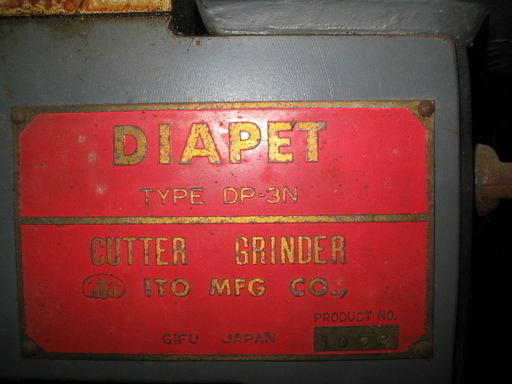 DIAPET
TYPE DP-3N
CUTTER GRINDER
ITO MFG CO.,
PRODUCT NO.
GIFU JAPAN